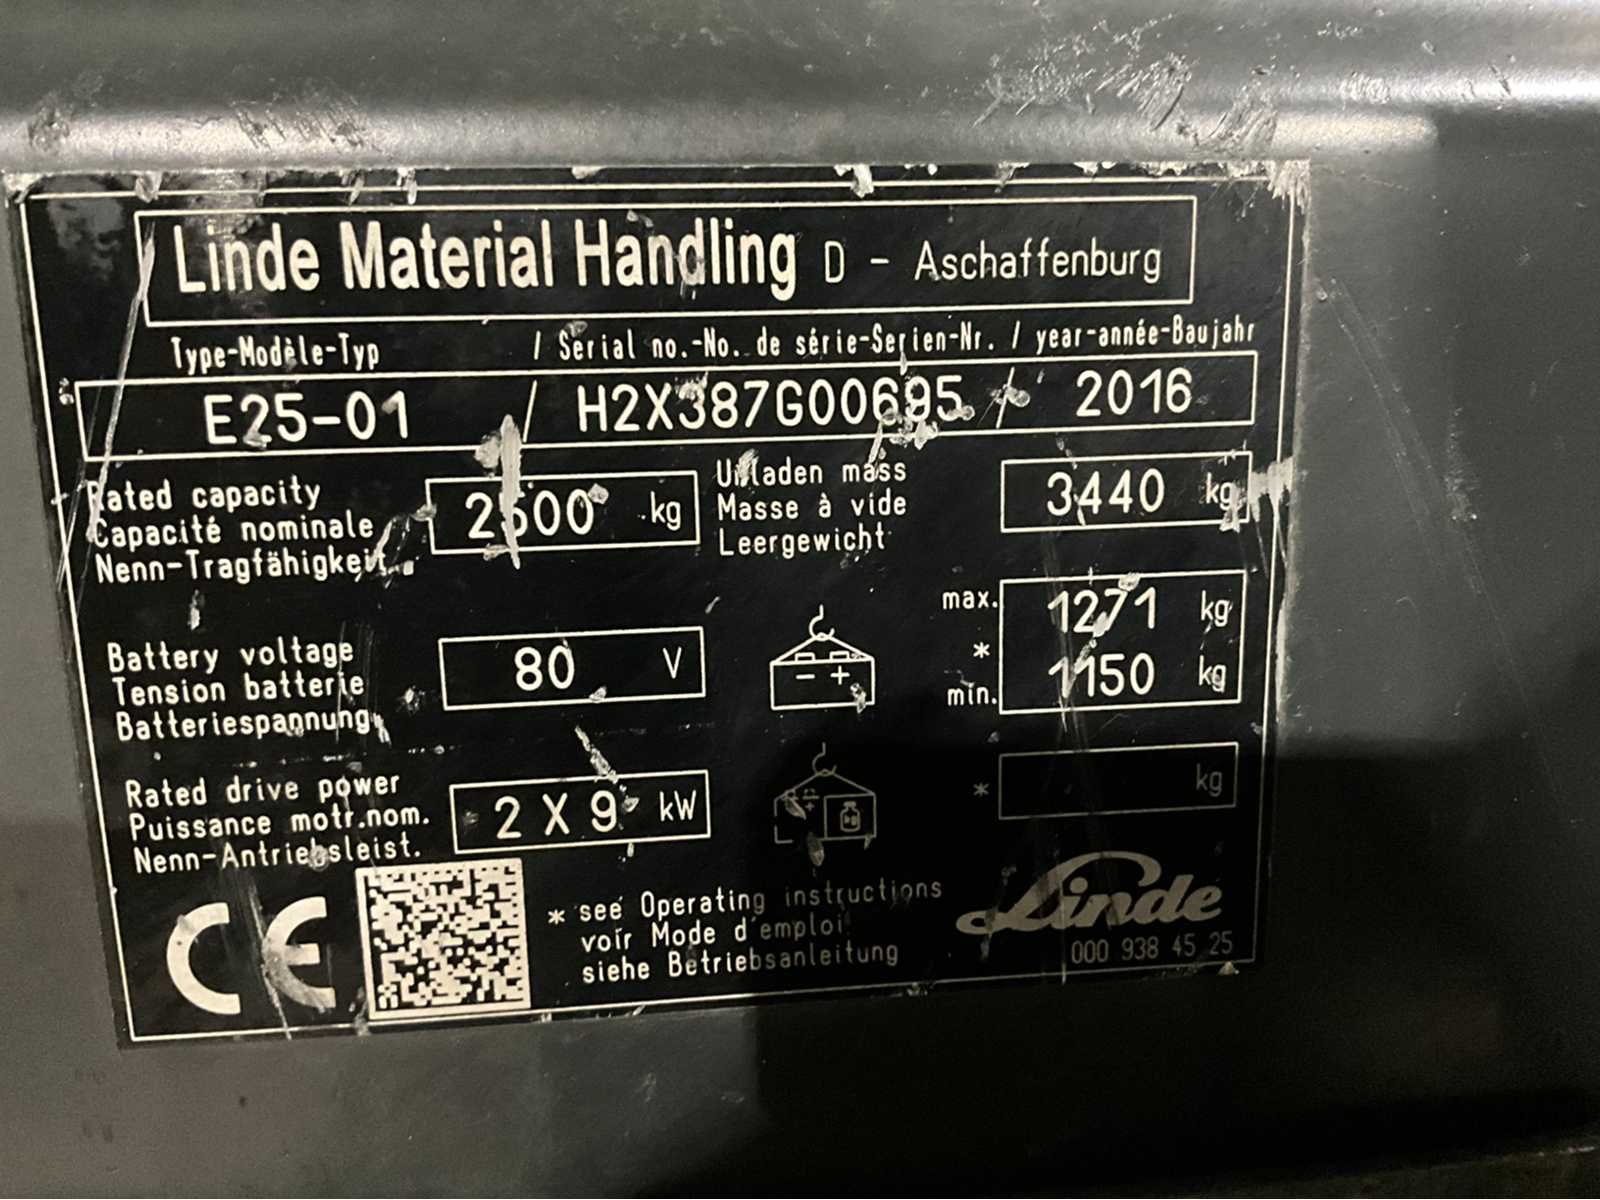 Linde Material Handling D - Aschaffenburg
Type-Modèle-Typ / Serial no.-No. de série-Serien-Nr. / year-année-Baujahr
E25-01 / H2X387G00695 / 2016
Rated capacity
Capacité nominale
Nenn-Tragfähigkeit
2500 kg
Unladen mass
Masse à vide
Leergewicht
3440 kg
Battery voltage
Tension batterie
Batteriespannung
80 V
- +
max. 1271 kg
*
min. 1150 kg
Rated drive power
Puissance motr.nom.
Nenn-Antriebsleist.
2 X 9 kW
* kg
CE
* see Operating instructions
voir Mode d'emploi
siehe Betriebsanleitung
Linde
000 938 45 25